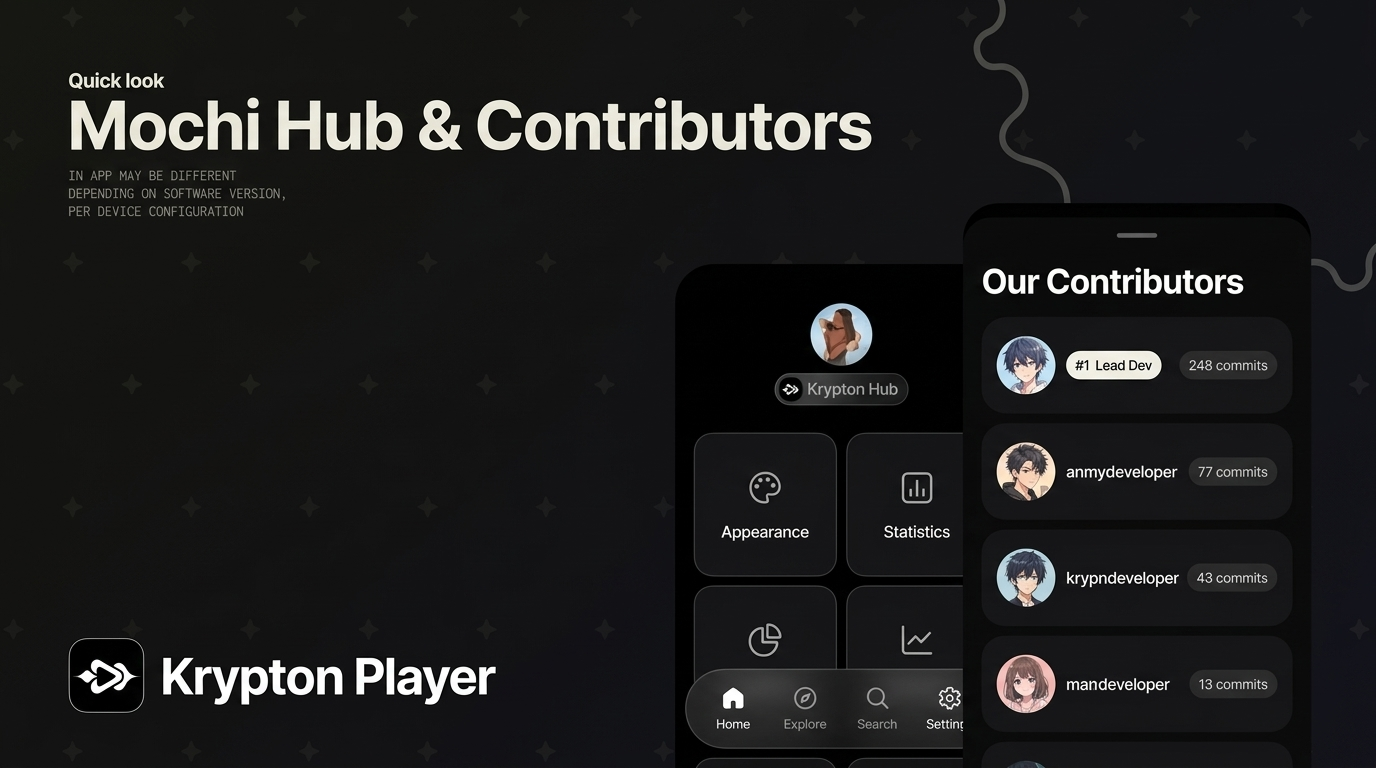 Quick look
Mochi Hub & Contributors
IN APP MAY BE DIFFERENT
DEPENDING ON SOFTWARE VERSION,
PER DEVICE CONFIGURATION
Krypton Hub
Appearance
Statistics
Home
Explore
Search
Setting
Our Contributors
#1 Lead Dev
248 commits
anmydeveloper
77 commits
krypndeveloper
43 commits
mandeveloper
13 commits
Krypton Player